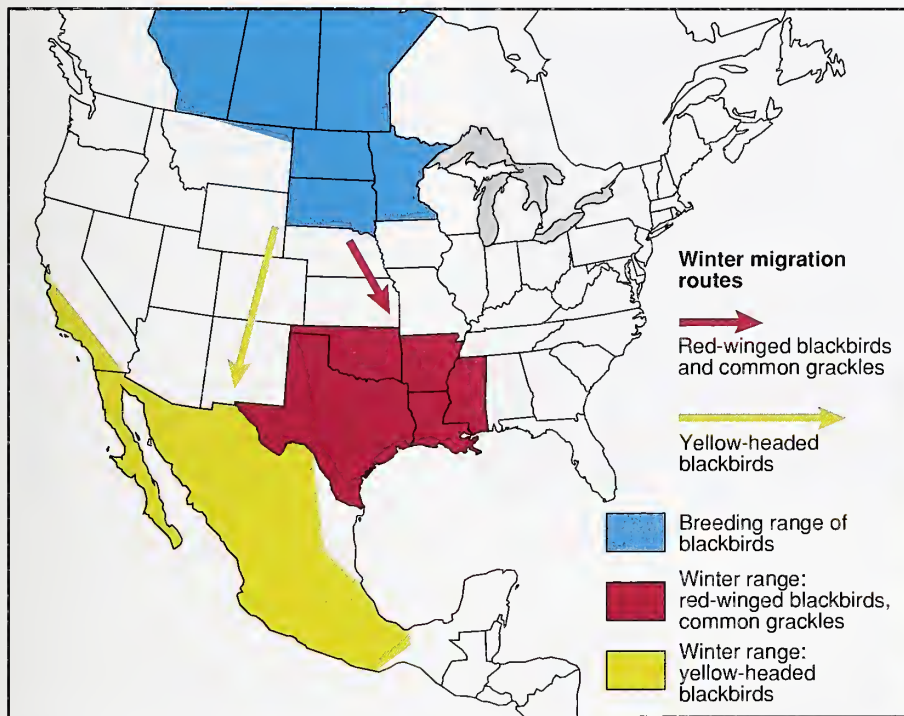 Winter migration
routes
Red-winged blackbirds
and common grackles
Yellow-headed
blackbirds
Breeding range of
blackbirds
Winter range:
red-winged blackbirds,
common grackles
Winter range:
yellow-headed
blackbirds